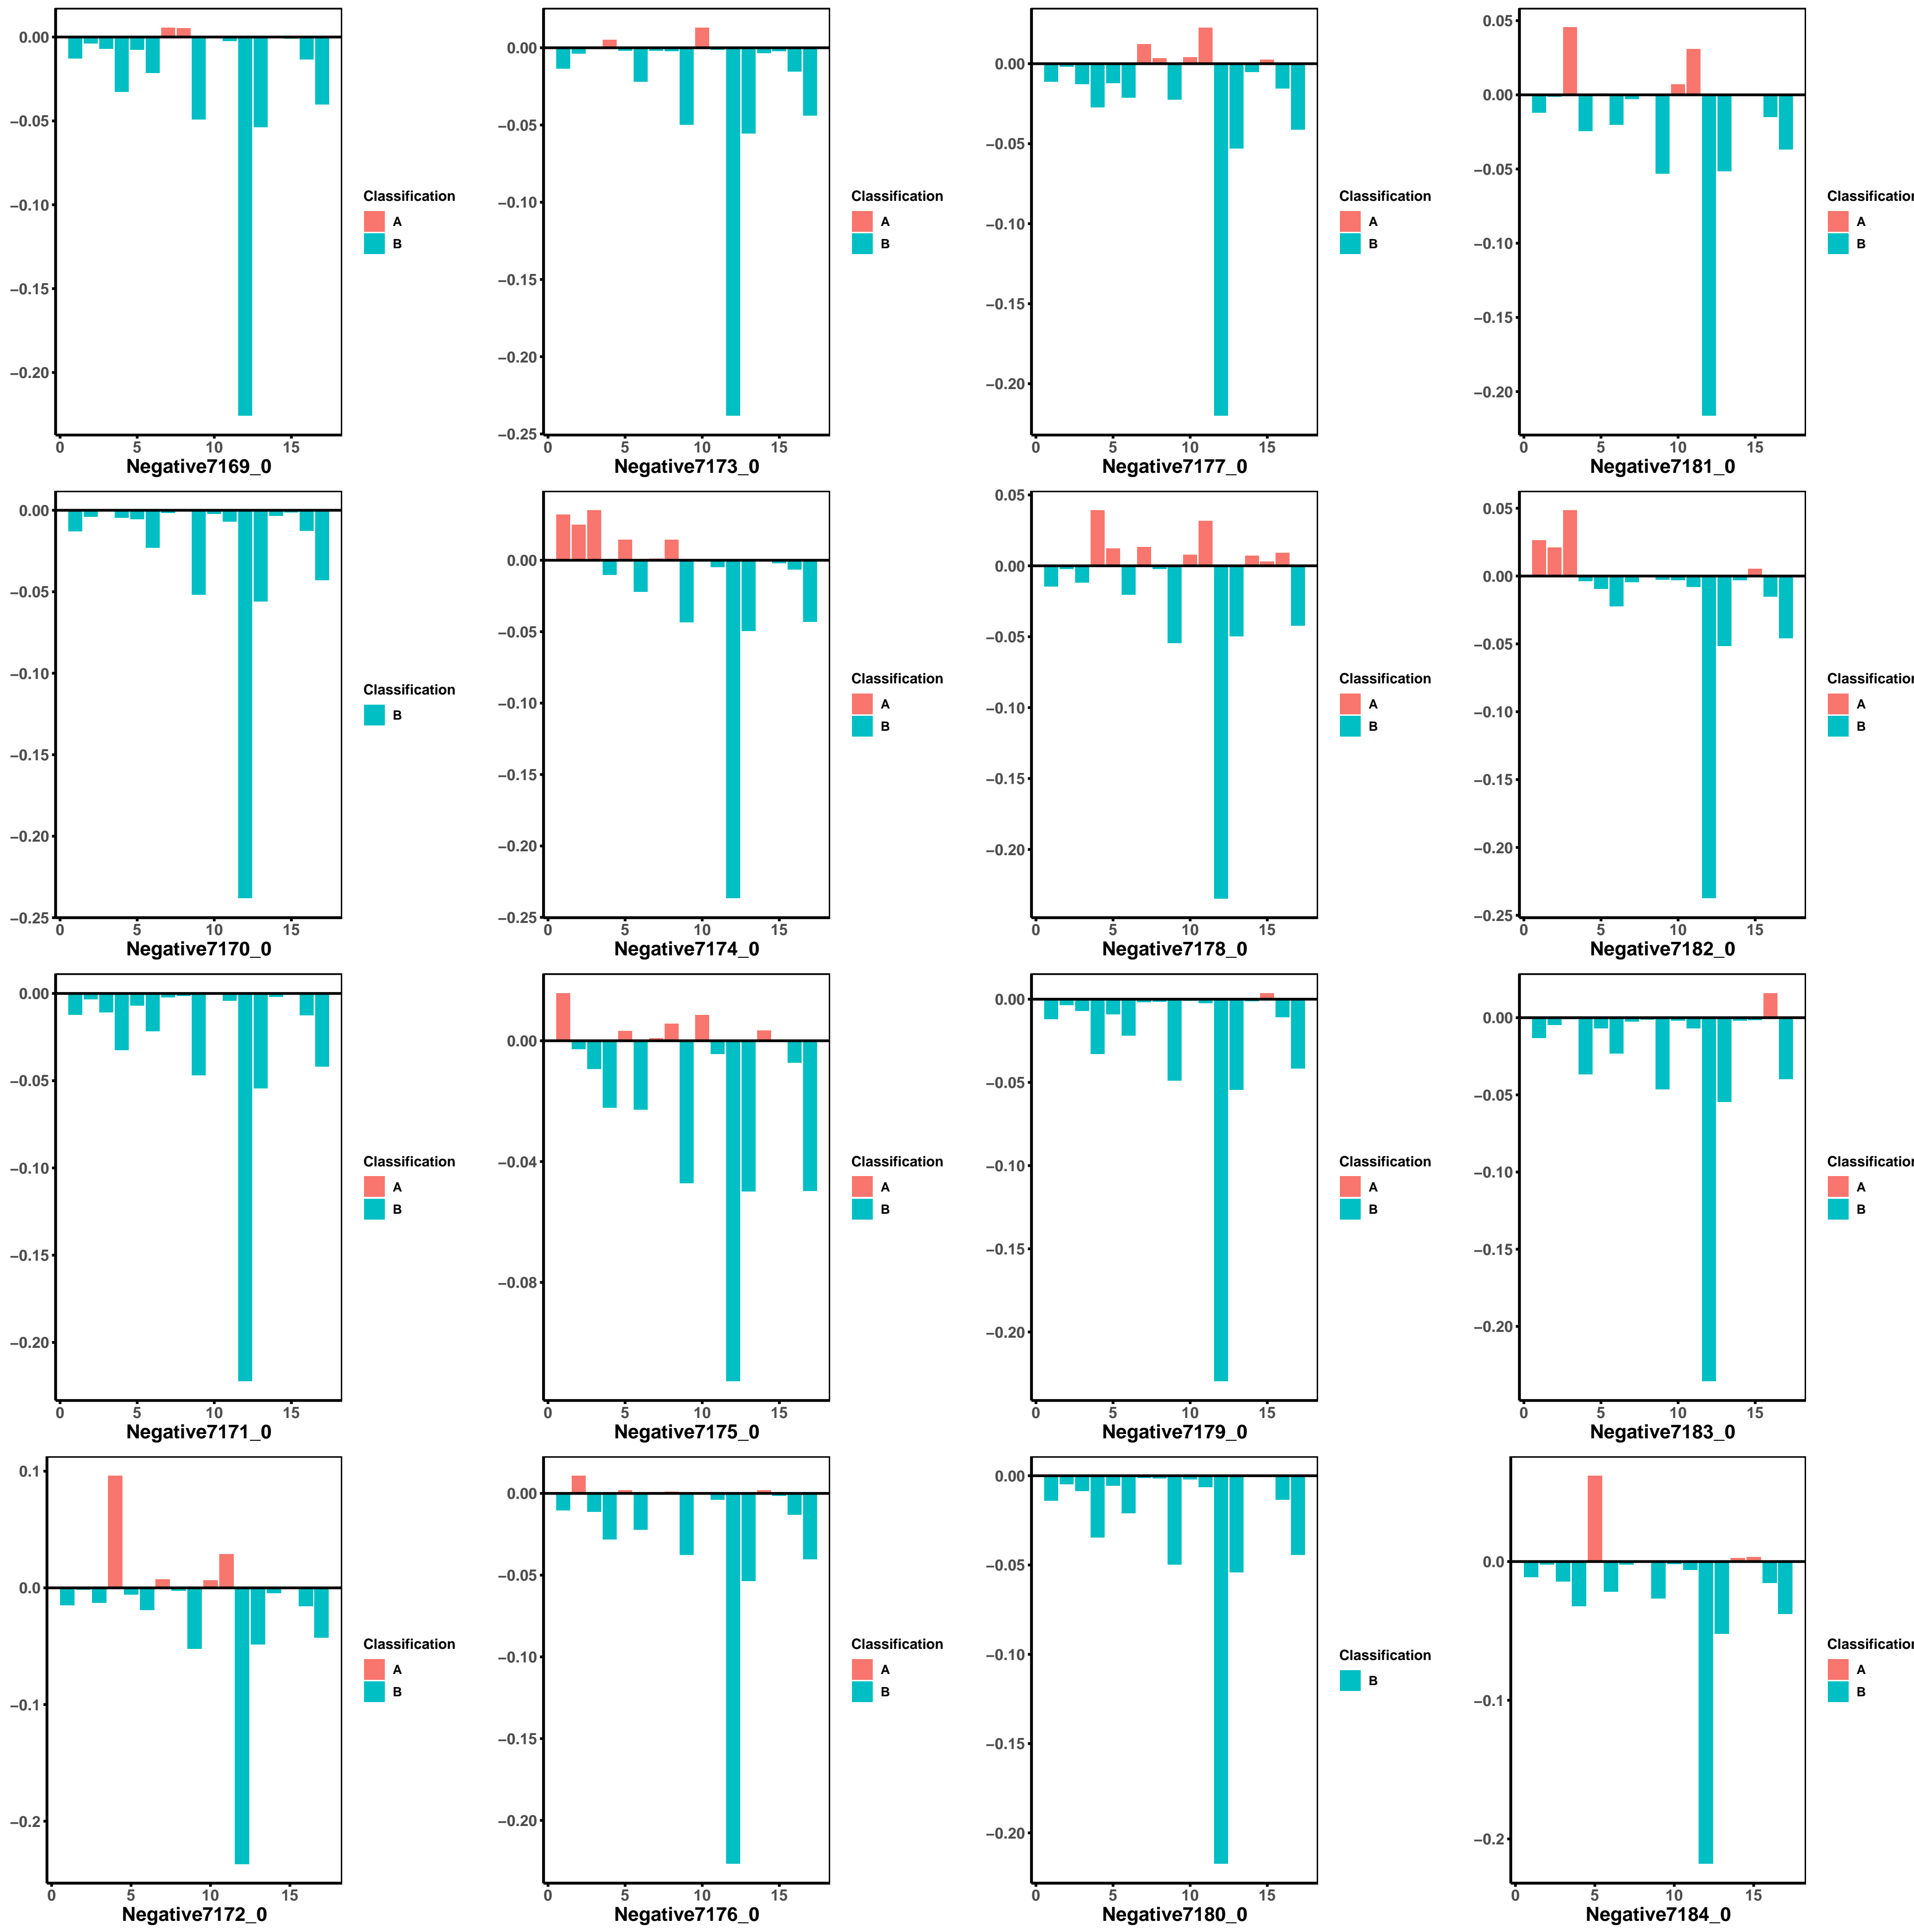 0.00
−0.05
−0.10
−0.15
−0.20
0 5 10 15
Negative7169_0
Classification
A
B
0.00
−0.05
−0.10
−0.15
−0.20
−0.25
0 5 10 15
Negative7173_0
Classification
A
B
0.00
−0.05
−0.10
−0.15
−0.20
0 5 10 15
Negative7177_0
Classification
A
B
0.05
0.00
−0.05
−0.10
−0.15
−0.20
0 5 10 15
Negative7181_0
Classification
A
B
0.00
−0.05
−0.10
−0.15
−0.20
−0.25
0 5 10 15
Negative7170_0
Classification
B
0.00
−0.05
−0.10
−0.15
−0.20
−0.25
0 5 10 15
Negative7174_0
Classification
A
B
0.05
0.00
−0.05
−0.10
−0.15
−0.20
0 5 10 15
Negative7178_0
Classification
A
B
0.05
0.00
−0.05
−0.10
−0.15
−0.20
−0.25
0 5 10 15
Negative7182_0
Classification
A
B
0.00
−0.05
−0.10
−0.15
−0.20
0 5 10 15
Negative7171_0
Classification
A
B
0.00
−0.04
−0.08
0 5 10 15
Negative7175_0
Classification
A
B
0.00
−0.05
−0.10
−0.15
−0.20
0 5 10 15
Negative7179_0
Classification
A
B
0.00
−0.05
−0.10
−0.15
−0.20
0 5 10 15
Negative7183_0
Classification
A
B
0.1
0.0
−0.1
−0.2
0 5 10 15
Negative7172_0
Classification
A
B
0.00
−0.05
−0.10
−0.15
−0.20
0 5 10 15
Negative7176_0
Classification
A
B
0.00
−0.05
−0.10
−0.15
−0.20
0 5 10 15
Negative7180_0
Classification
B
0.0
−0.1
−0.2
0 5 10 15
Negative7184_0
Classification
A
B